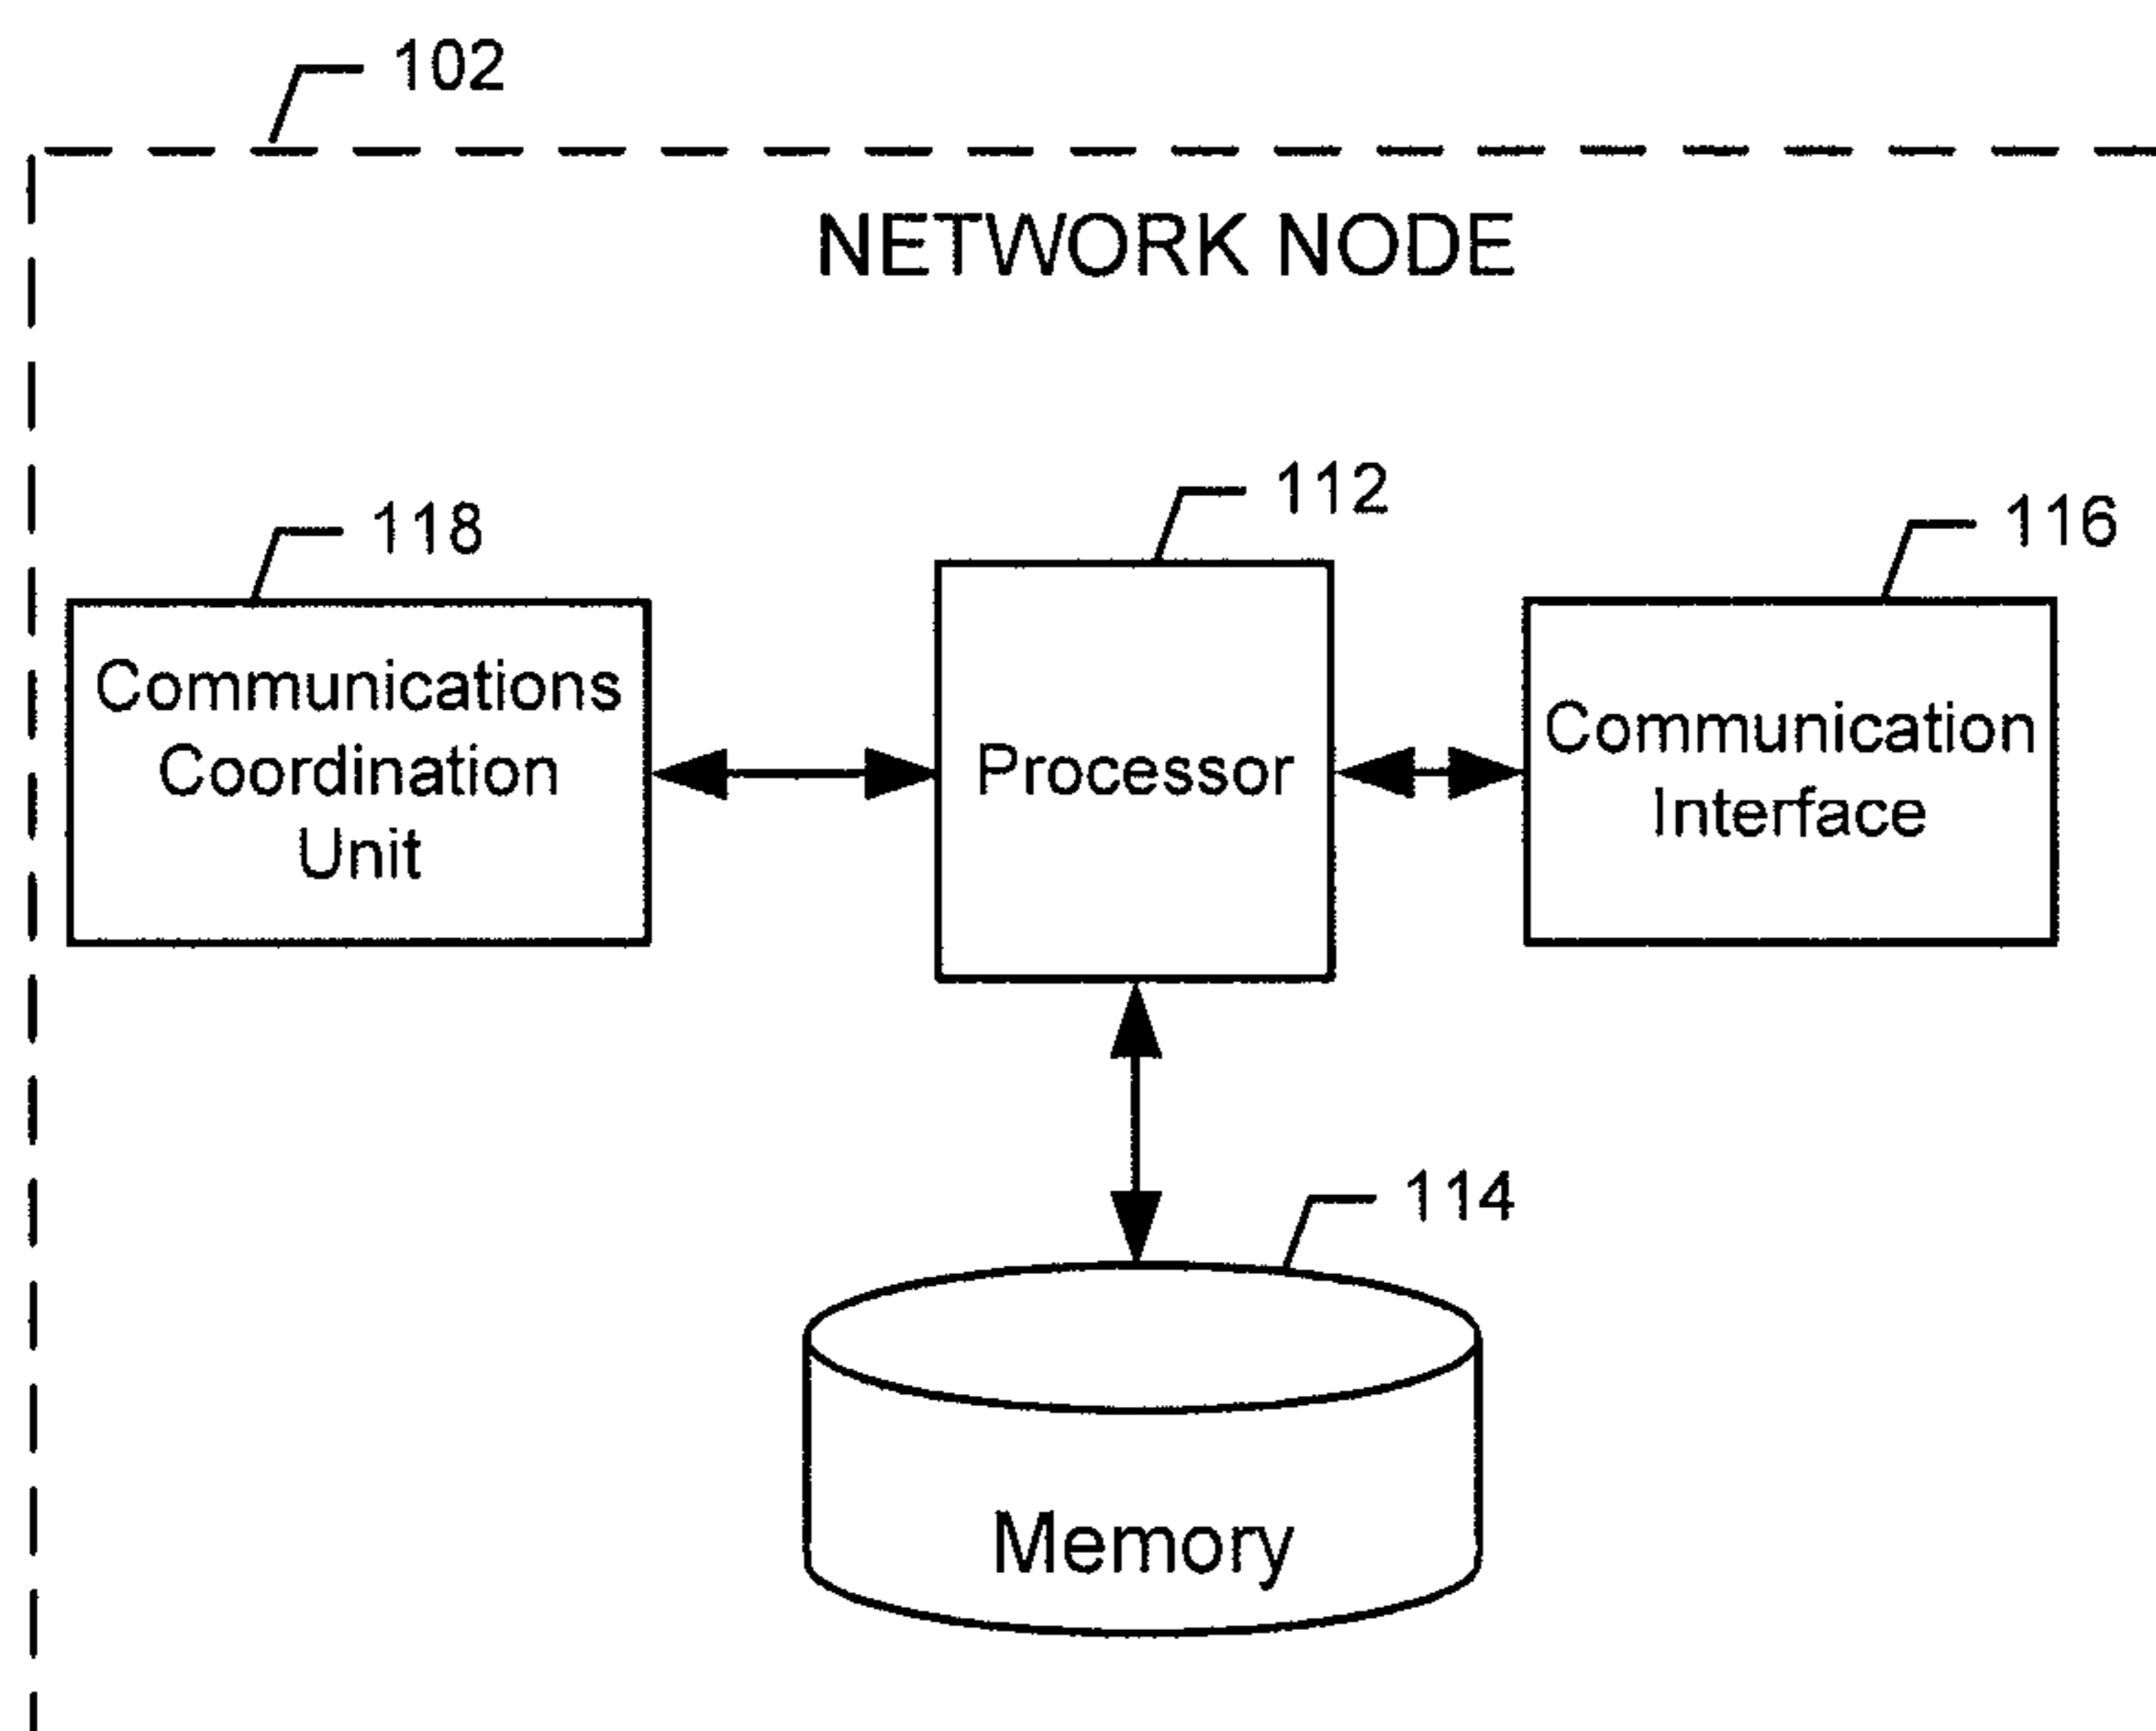 102
NETWORK NODE
118
112
116
Communications
Coordination
Unit
Processor
Communication
Interface
114
Memory